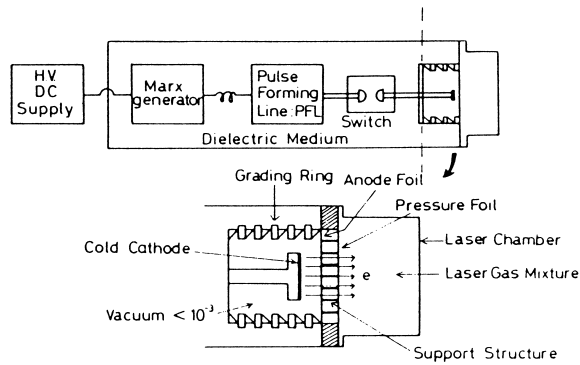 H.V.
DC
Supply
Marx
generator
Pulse
Forming
Line:PFL
Switch
Dielectric Medium
Grading Ring
Anode Foil
Pressure Foil
Cold Cathode
Laser Chamber
e
Laser Gas Mixture
Vacuum < 10⁻³
Support Structure